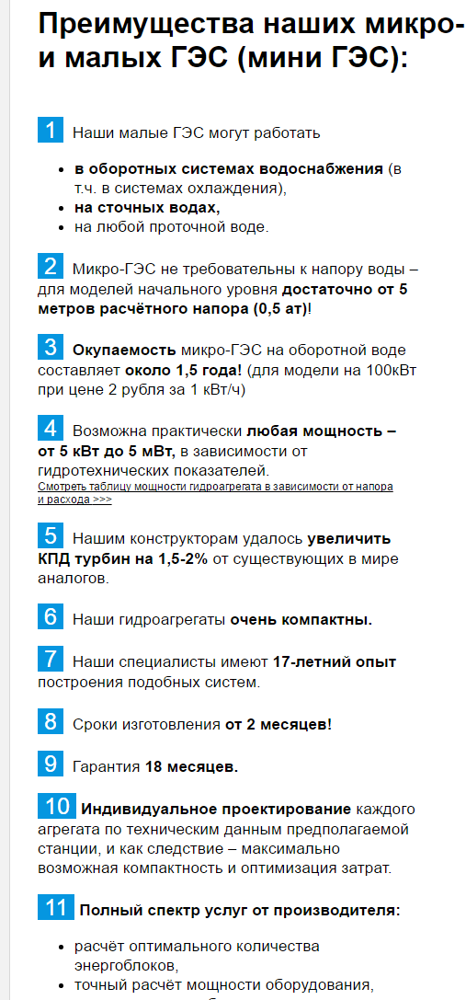 Преимущества наших микро-
и малых ГЭС (мини ГЭС):
1 Наши малые ГЭС могут работать
• в оборотных системах водоснабжения (в
т.ч. в системах охлаждения),
• на сточных водах,
• на любой проточной воде.
2 Микро-ГЭС не требовательны к напору воды –
для моделей начального уровня достаточно от 5
метров расчётного напора (0,5 ат)!
3 Окупаемость микро-ГЭС на оборотной воде
составляет около 1,5 года! (для модели на 100кВт
при цене 2 рубля за 1 кВт/ч)
4 Возможна практически любая мощность –
от 5 кВт до 5 мВт, в зависимости от
гидротехнических показателей.
Смотреть таблицу мощности гидроагрегата в зависимости от напора
и расхода >>>
5 Нашим конструкторам удалось увеличить
КПД турбин на 1,5-2% от существующих в мире
аналогов.
6 Наши гидроагрегаты очень компактны.
7 Наши специалисты имеют 17-летний опыт
построения подобных систем.
8 Сроки изготовления от 2 месяцев!
9 Гарантия 18 месяцев.
10 Индивидуальное проектирование каждого
агрегата по техническим данным предполагаемой
станции, и как следствие – максимально
возможная компактность и оптимизация затрат.
11 Полный спектр услуг от производителя:
• расчёт оптимального количества
энергоблоков,
• точный расчёт мощности оборудования,